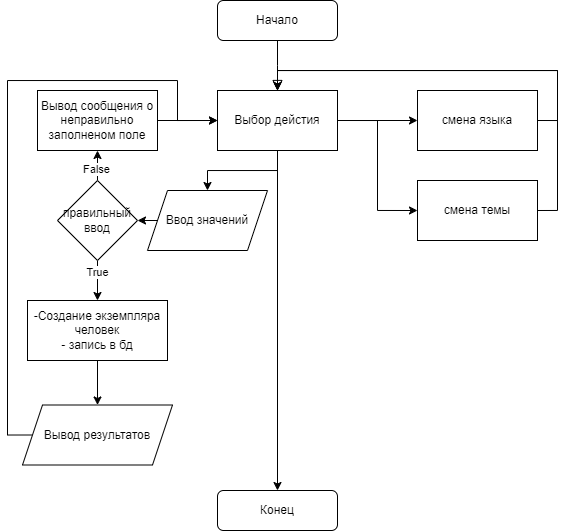 Начало
Вывод сообщения о
неправильно
заполненом поле
Выбор дейстия
смена языка
False
правильный
ввод
Ввод значений
смена темы
True
-Создание экземпляра
человек
- запись в бд
Вывод результатов
Конец